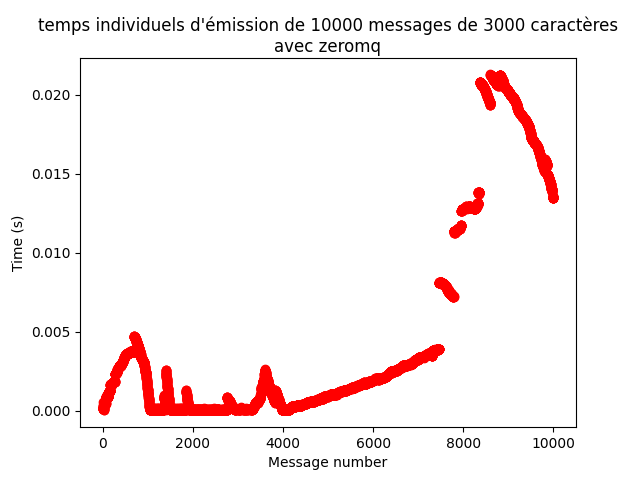 temps individuels d'émission de 10000 messages de 3000 caractères
avec zeromq
0.020
0.015
0.010
0.005
0.000
Time (s)
0 2000 4000 6000 8000 10000
Message number